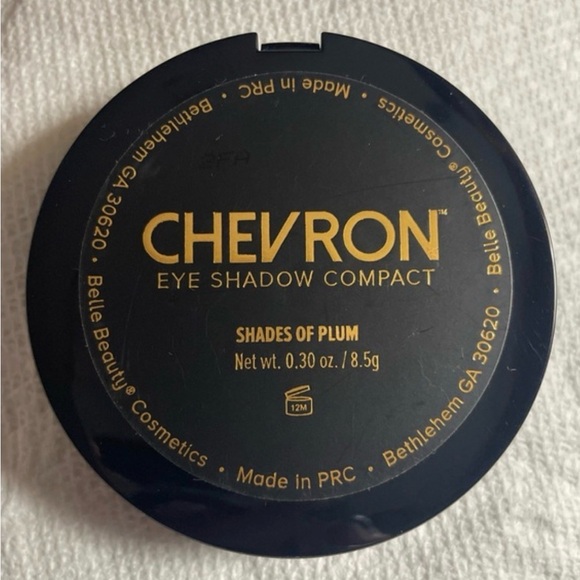 CHEVRON™
EYE SHADOW COMPACT
SHADES OF PLUM
Net wt. 0.30 oz. / 8.5g
12M
Belle Beauty® Cosmetics • Made in PRC • Bethlehem GA 30620 • Belle Beauty® Cosmetics • Made in PRC • Bethlehem GA 30620 •